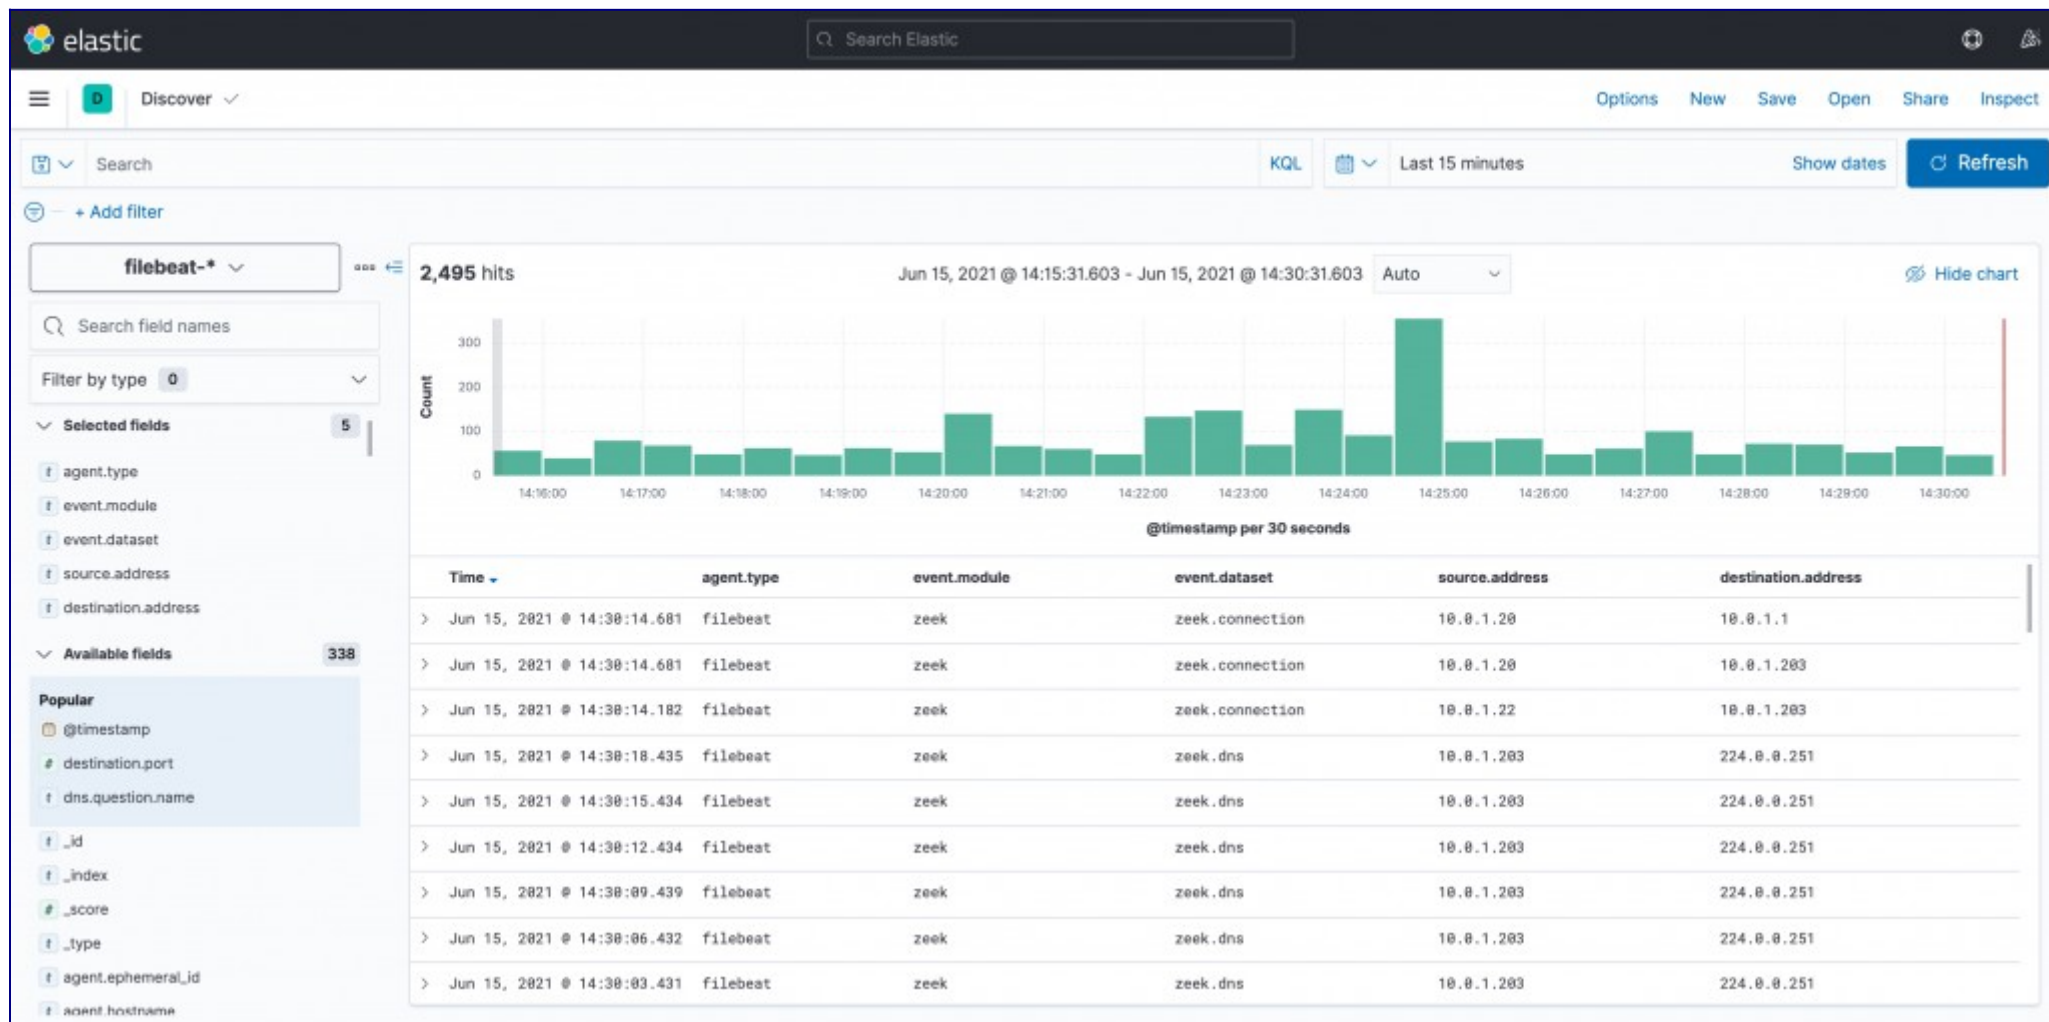 elastic
Search Elastic
D Discover
Options New Save Open Share Inspect
Search KQL Last 15 minutes Show dates Refresh
+ Add filter
filebeat-*
Search field names
Filter by type 0
Selected fields 5
t agent.type
t event.module
t event.dataset
t source.address
t destination.address
Available fields 338
Popular
@timestamp
# destination.port
t dns.question.name
t _id
t _index
# _score
t _type
t agent.ephemeral_id
t agent.hostname
2,495 hits
Jun 15, 2021 @ 14:15:31.603 - Jun 15, 2021 @ 14:30:31.603 Auto
Hide chart
Count
300
200
100
0
14:16:00 14:17:00 14:18:00 14:19:00 14:20:00 14:21:00 14:22:00 14:23:00 14:24:00 14:25:00 14:26:00 14:27:00 14:28:00 14:29:00 14:30:00
@timestamp per 30 seconds
Time agent.type event.module event.dataset source.address destination.address
Jun 15, 2021 @ 14:30:14.681 filebeat zeek zeek.connection 10.0.1.20 10.0.1.1
Jun 15, 2021 @ 14:30:14.681 filebeat zeek zeek.connection 10.0.1.20 10.0.1.203
Jun 15, 2021 @ 14:30:14.182 filebeat zeek zeek.connection 10.0.1.22 10.0.1.203
Jun 15, 2021 @ 14:30:18.435 filebeat zeek zeek.dns 10.0.1.203 224.0.0.251
Jun 15, 2021 @ 14:30:15.434 filebeat zeek zeek.dns 10.0.1.203 224.0.0.251
Jun 15, 2021 @ 14:30:12.434 filebeat zeek zeek.dns 10.0.1.203 224.0.0.251
Jun 15, 2021 @ 14:30:09.439 filebeat zeek zeek.dns 10.0.1.203 224.0.0.251
Jun 15, 2021 @ 14:30:06.432 filebeat zeek zeek.dns 10.0.1.203 224.0.0.251
Jun 15, 2021 @ 14:30:03.431 filebeat zeek zeek.dns 10.0.1.203 224.0.0.251